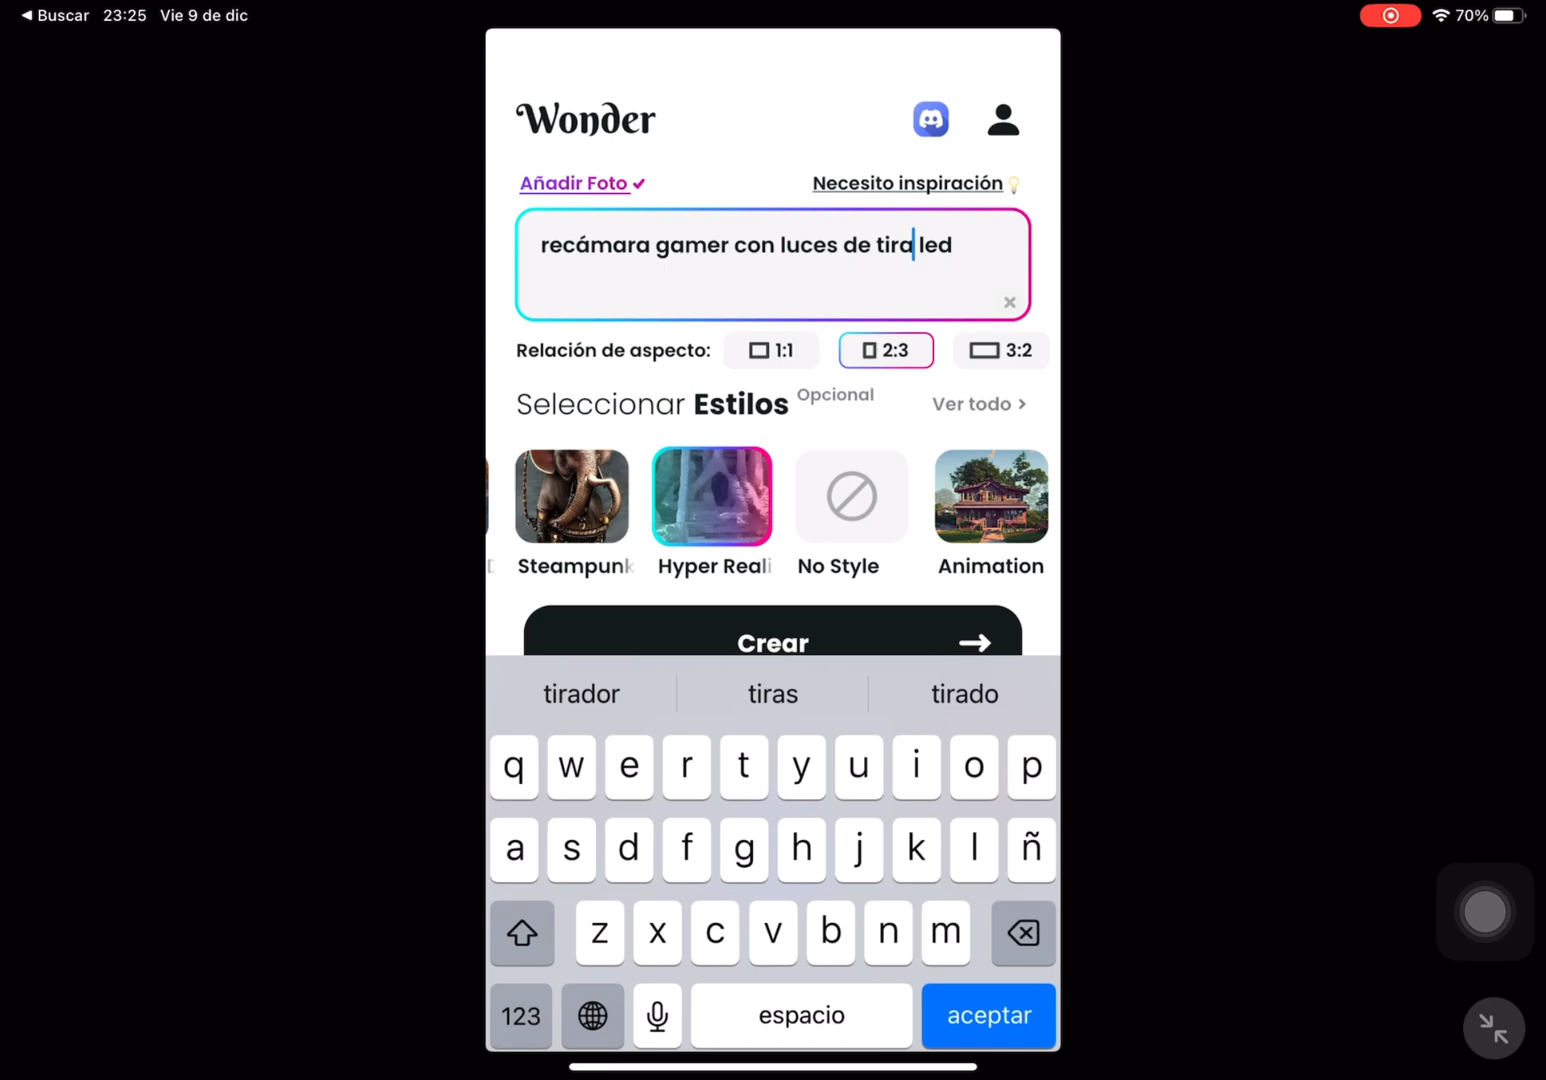 Buscar 23:25 Vie 9 de dic
70%
Wonder
Añadir Foto
Necesito inspiración
recámara gamer con luces de tira led
Relación de aspecto:
1:1
2:3
3:2
Seleccionar Estilos Opcional
Ver todo >
Steampunk
Hyper Reali
No Style
Animation
Crear
tirador
tiras
tirado
q w e r t y u i o p
a s d f g h j k l ñ
z x c v b n m
123
espacio
aceptar